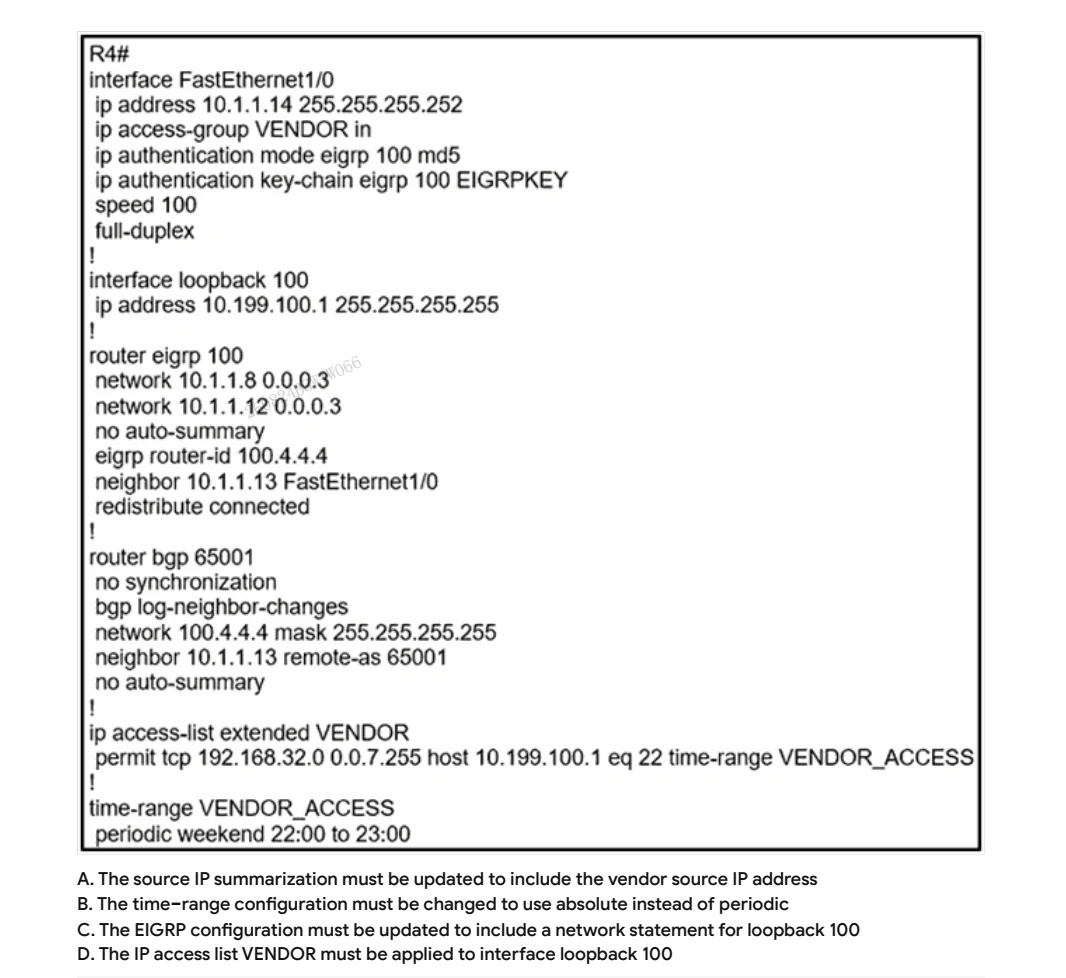 R4#
interface FastEthernet1/0
ip address 10.1.1.14 255.255.255.252
ip access-group VENDOR in
ip authentication mode eigrp 100 md5
ip authentication key-chain eigrp 100 EIGRPKEY
speed 100
full-duplex
!
interface loopback 100
ip address 10.199.100.1 255.255.255.255
!
router eigrp 100
network 10.1.1.8 0.0.0.3
network 10.1.1.12 0.0.0.3
no auto-summary
eigrp router-id 100.4.4.4
neighbor 10.1.1.13 FastEthernet1/0
redistribute connected
!
router bgp 65001
no synchronization
bgp log-neighbor-changes
network 100.4.4.4 mask 255.255.255.255
neighbor 10.1.1.13 remote-as 65001
no auto-summary
!
ip access-list extended VENDOR
permit tcp 192.168.32.0 0.0.7.255 host 10.199.100.1 eq 22 time-range VENDOR_ACCESS
!
time-range VENDOR_ACCESS
periodic weekend 22:00 to 23:00
A. The source IP summarization must be updated to include the vendor source IP address
B. The time-range configuration must be changed to use absolute instead of periodic
C. The EIGRP configuration must be updated to include a network statement for loopback 100
D. The IP access list VENDOR must be applied to interface loopback 100